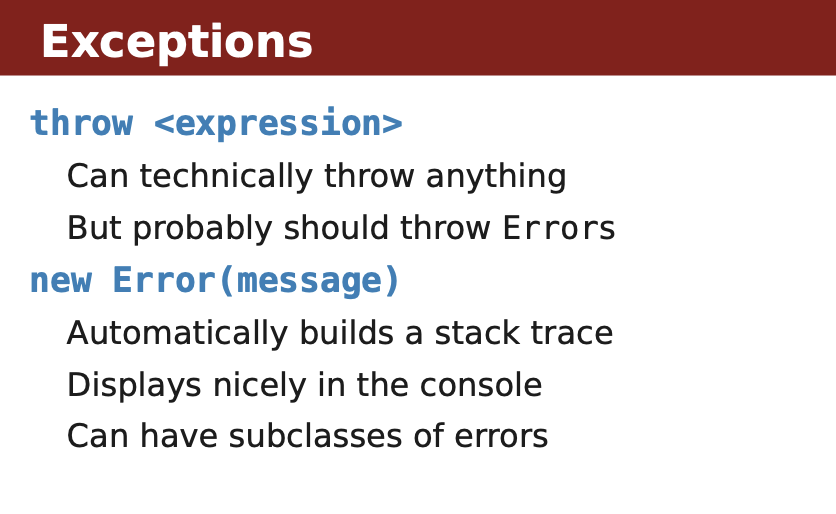 Exceptions
throw <expression>
Can technically throw anything
But probably should throw Errors
new Error(message)
Automatically builds a stack trace
Displays nicely in the console
Can have subclasses of errors